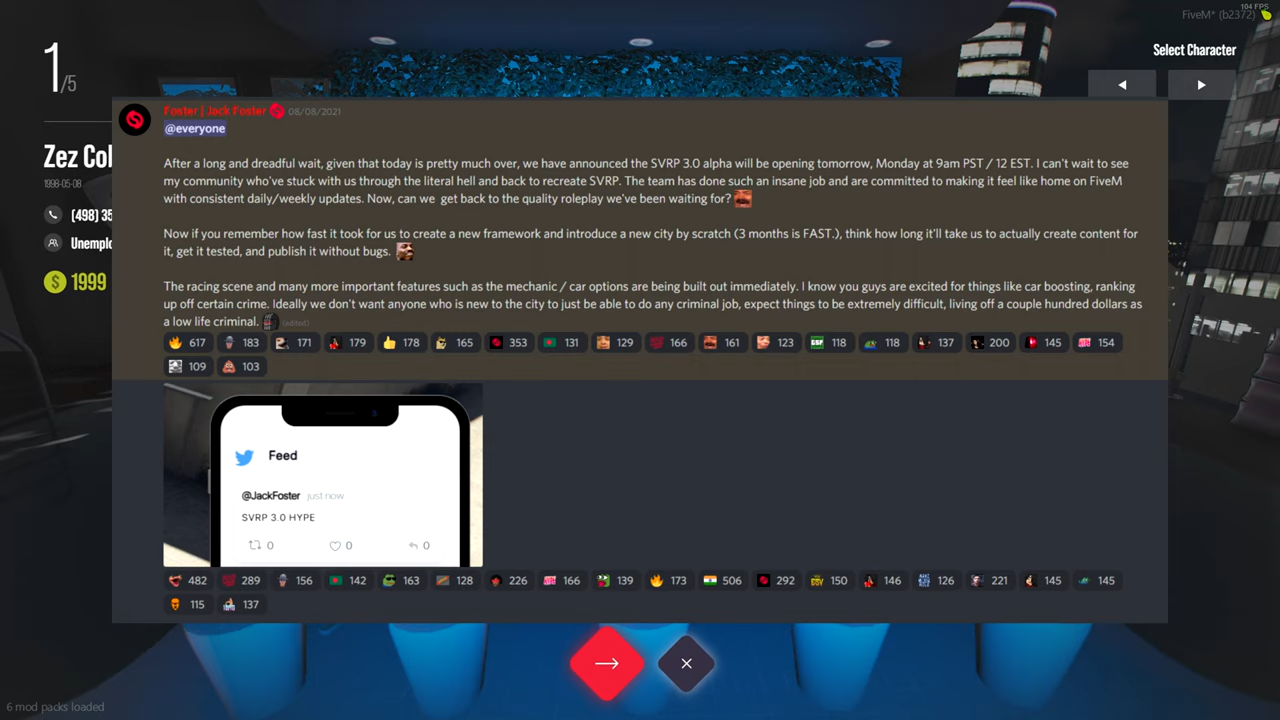 104 FPS
FiveM* (b2372)
1/5
Select Character
Zez Col
1998-05-08
(498) 35
Unemplo
$ 1999
Foster | Jack Foster 08/08/2021
@everyone
After a long and dreadful wait, given that today is pretty much over, we have announced the SVRP 3.0 alpha will be opening tomorrow, Monday at 9am PST / 12 EST. I can't wait to
see my community who've stuck with us through the literal hell and back to recreate SVRP. The team has done such an insane job and are committed to making it feel like home on FiveM
with consistent daily/weekly updates. Now, can we get back to the quality roleplay we've been waiting for?
Now if you remember how fast it took for us to create a new framework and introduce a new city by scratch (3 months is FAST.), think how long it'll take us to actually create content for
it, get it tested, and publish it without bugs.
The racing scene and many more important features such as the mechanic / car options are being built out immediately. I know you guys are excited for things like car boosting, ranking
up off certain crime. Ideally we don't want anyone who is new to the city to just be able to do any criminal job, expect things to be extremely difficult, living off a couple hundred dollars as
a low life criminal. (edited)
617 183 171 179 178 165 353 131 129 166 161 123 118 118 137 200 145 154
109 103
Feed
@JackFoster just now
SVRP 3.0 HYPE
0 0 0
482 289 156 142 163 128 226 166 139 173 506 292 150 146 126 221 145 145
115 137
6 mod packs loaded